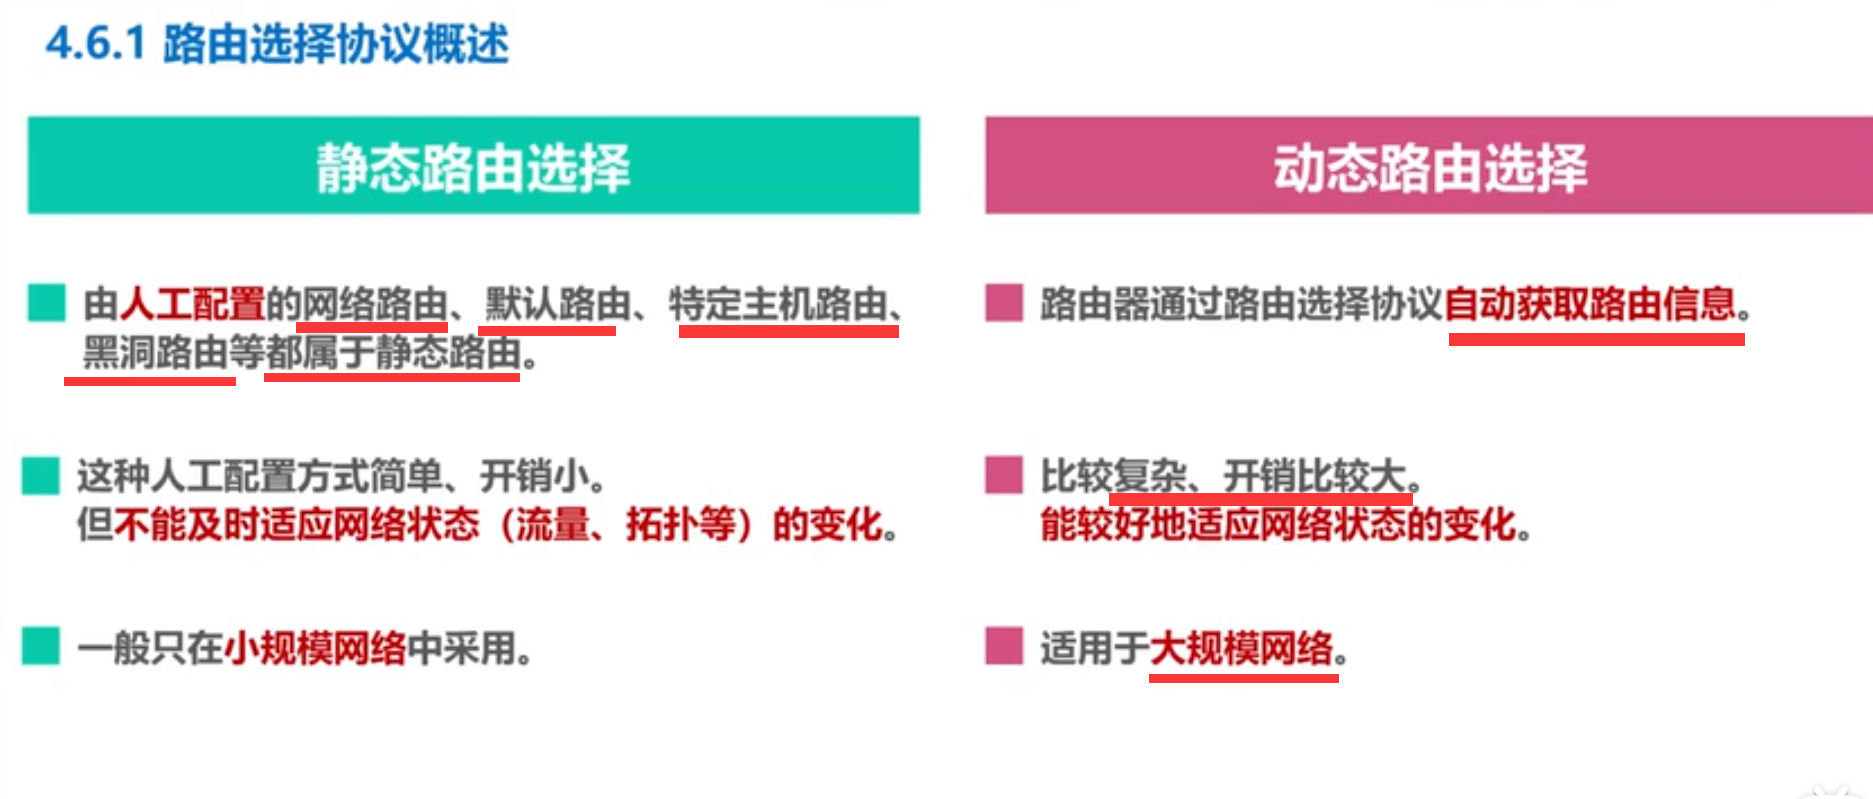 4.6.1 路由选择协议概述
静态路由选择
由人工配置的网络路由、默认路由、特定主机路由、
黑洞路由等都属于静态路由。
这种人工配置方式简单、开销小。
但不能及时适应网络状态（流量、拓扑等）的变化。
一般只在小规模网络中采用。
动态路由选择
路由器通过路由选择协议自动获取路由信息。
比较复杂、开销比较大。
能较好地适应网络状态的变化。
适用于大规模网络。